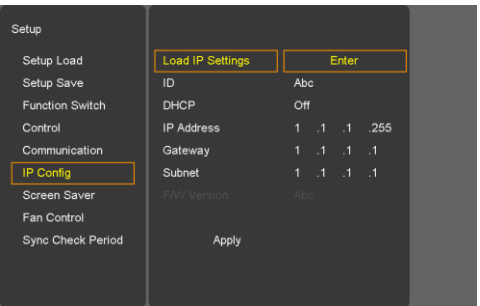 Setup
Setup Load
Setup Save
Function Switch
Control
Communication
IP Config
Screen Saver
Fan Control
Sync Check Period
Load IP Settings Enter
ID Abc
DHCP Off
IP Address 1 .1 .1 .255
Gateway 1 .1 .1 .1
Subnet 1 .1 .1 .1
F/W Version Abc
Apply